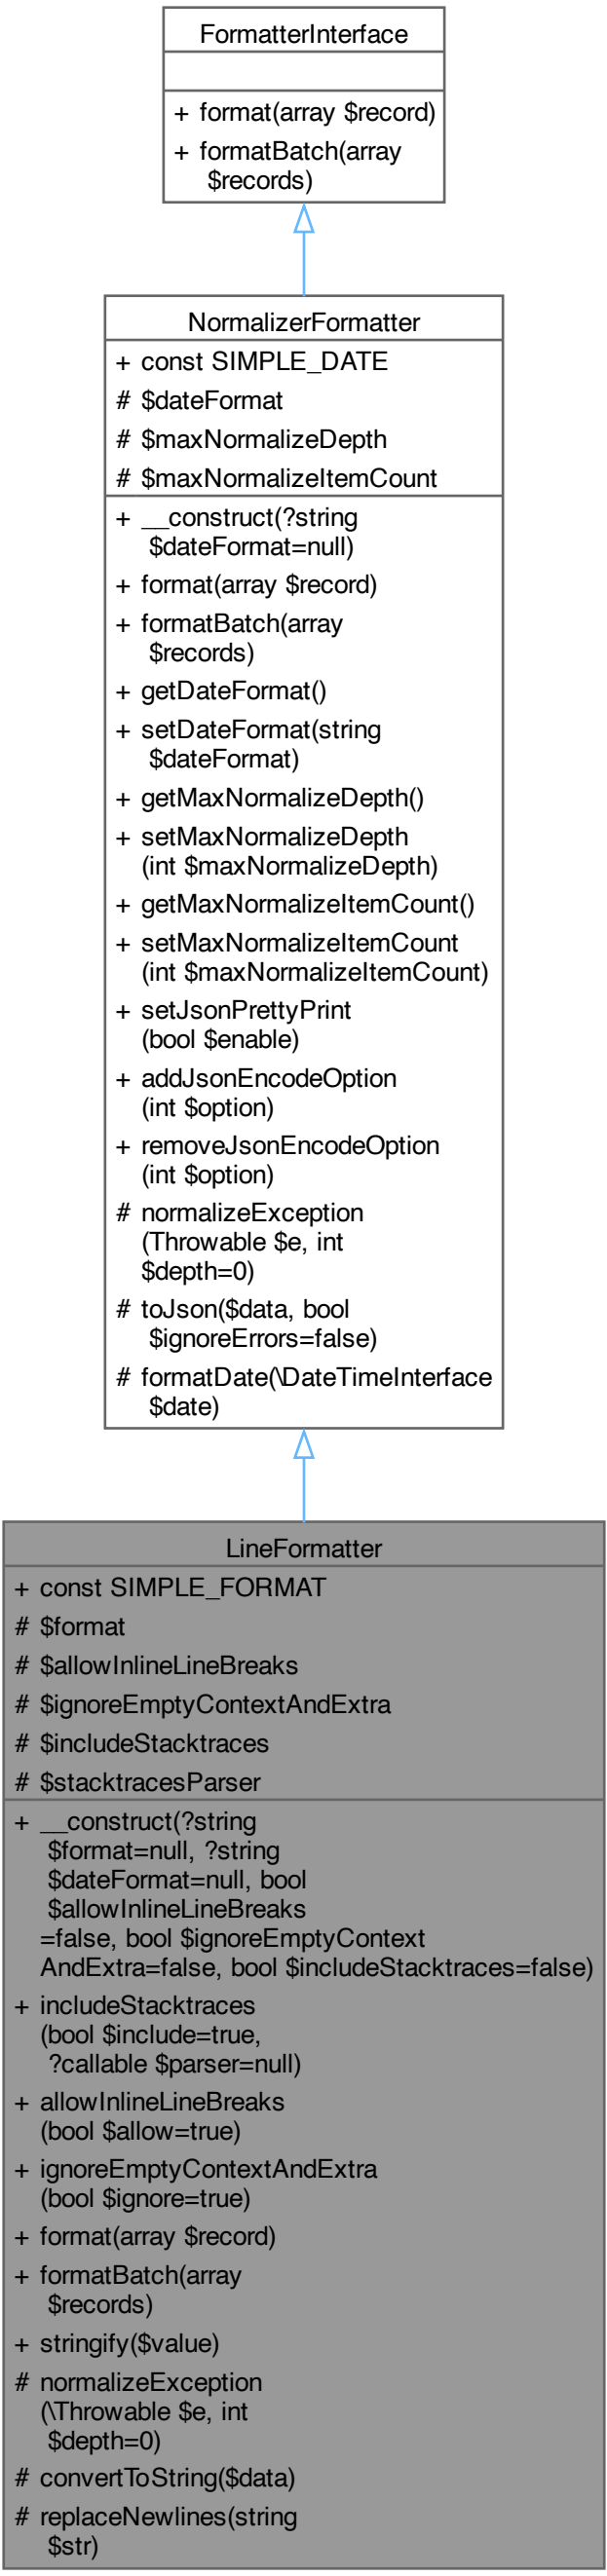 FormatterInterface
+ format(array $record)
+ formatBatch(array
$records)
NormalizerFormatter
+ const SIMPLE_DATE
# $dateFormat
# $maxNormalizeDepth
# $maxNormalizeItemCount
+ __construct(?string
$dateFormat=null)
+ format(array $record)
+ formatBatch(array
$records)
+ getDateFormat()
+ setDateFormat(string
$dateFormat)
+ getMaxNormalizeDepth()
+ setMaxNormalizeDepth
(int $maxNormalizeDepth)
+ getMaxNormalizeItemCount()
+ setMaxNormalizeItemCount
(int $maxNormalizeItemCount)
+ setJsonPrettyPrint
(bool $enable)
+ addJsonEncodeOption
(int $option)
+ removeJsonEncodeOption
(int $option)
# normalizeException
(Throwable $e, int
$depth=0)
# toJson($data, bool
$ignoreErrors=false)
# formatDate(\DateTimeInterface
$date)
LineFormatter
+ const SIMPLE_FORMAT
# $format
# $allowInlineLineBreaks
# $ignoreEmptyContextAndExtra
# $includeStacktraces
# $stacktracesParser
+ __construct(?string
$format=null, ?string
$dateFormat=null, bool
$allowInlineLineBreaks
=false, bool $ignoreEmptyContext
AndExtra=false, bool $includeStacktraces=false)
+ includeStacktraces
(bool $include=true,
?callable $parser=null)
+ allowInlineLineBreaks
(bool $allow=true)
+ ignoreEmptyContextAndExtra
(bool $ignore=true)
+ format(array $record)
+ formatBatch(array
$records)
+ stringify($value)
# normalizeException
(\Throwable $e, int
$depth=0)
# convertToString($data)
# replaceNewlines(string
$str)